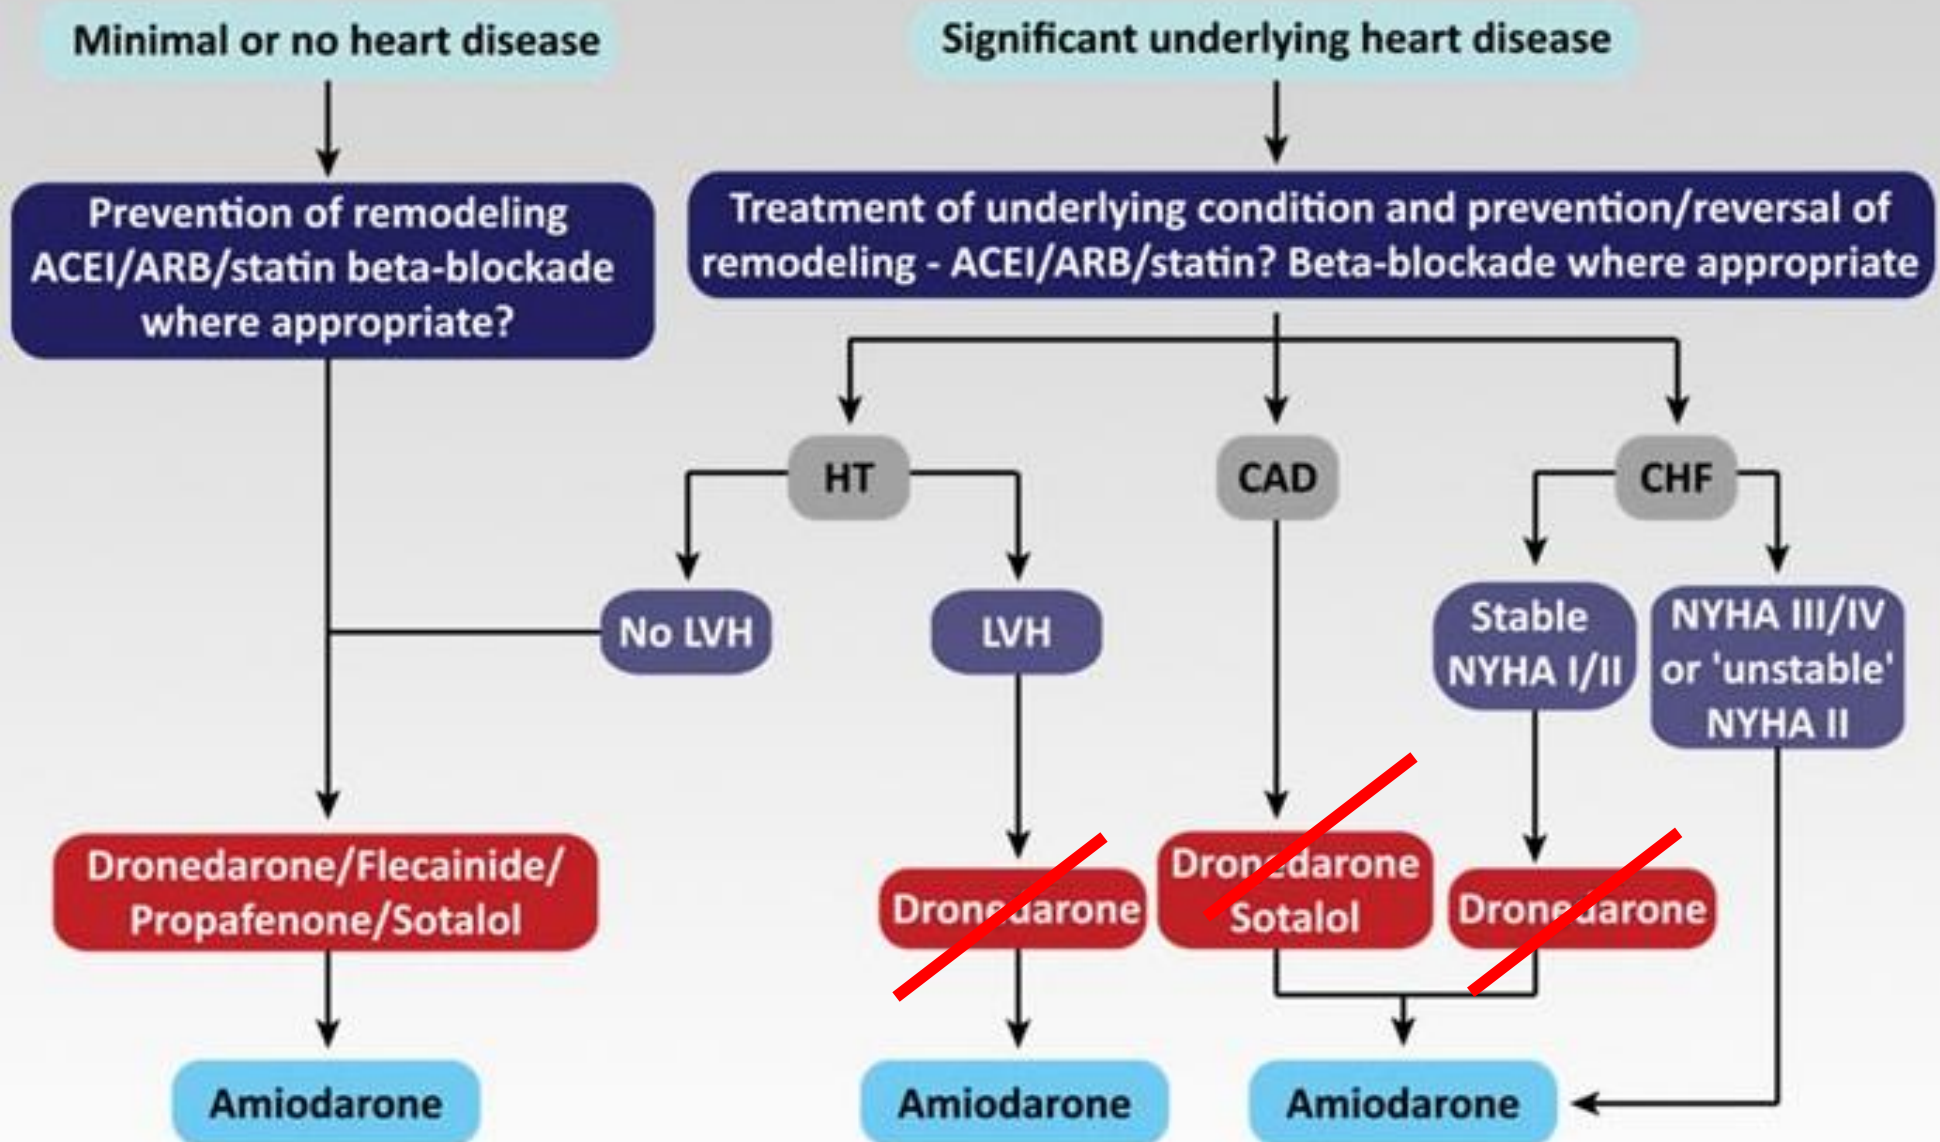 Minimal or no heart disease
Significant underlying heart disease
Prevention of remodeling
ACEI/ARB/statin beta-blockade
where appropriate?
Treatment of underlying condition and prevention/reversal of
remodeling - ACEI/ARB/statin? Beta-blockade where appropriate
HT
CAD
CHF
No LVH
LVH
Stable
NYHA I/II
NYHA III/IV
or 'unstable'
NYHA II
Dronedarone/Flecainide/
Propafenone/Sotalol
Dronedarone
Dronedarone
Sotalol
Dronedarone
Amiodarone
Amiodarone
Amiodarone